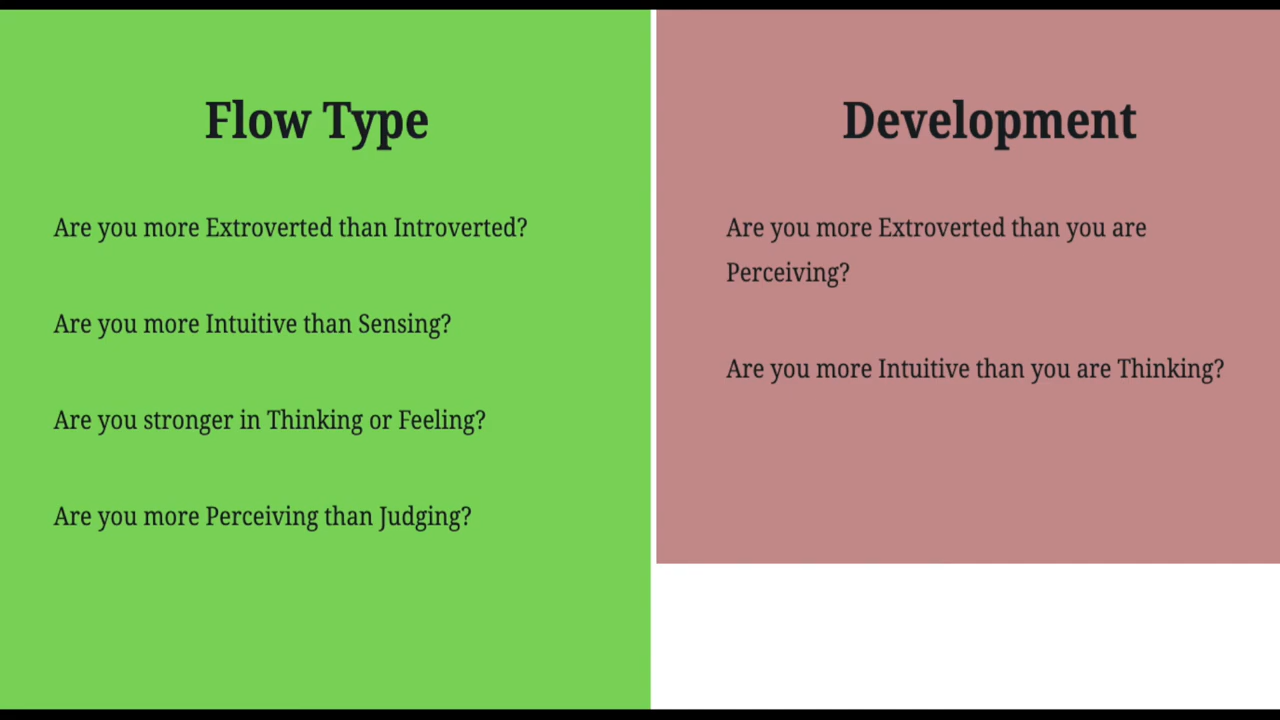 Flow Type
Are you more Extroverted than Introverted?
Are you more Intuitive than Sensing?
Are you stronger in Thinking or Feeling?
Are you more Perceiving than Judging?
Development
Are you more Extroverted than you are
Perceiving?
Are you more Intuitive than you are Thinking?